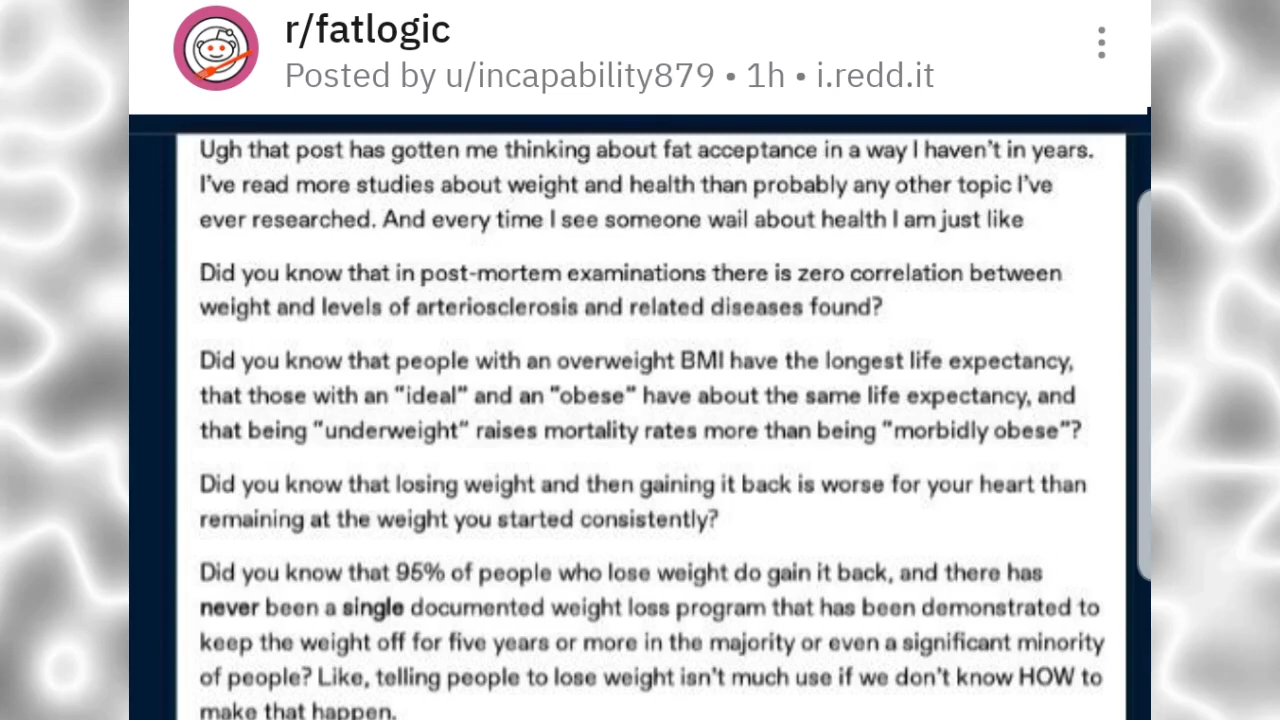 r/fatlogic
Posted by u/incapability879 • 1h • i.redd.it
Ugh that post has gotten me thinking about fat acceptance in a way I haven't in years.
I've read more studies about weight and health than probably any other topic I've
ever researched. And every time I see someone wail about health I am just like
Did you know that in post-mortem examinations there is zero correlation between
weight and levels of arteriosclerosis and related diseases found?
Did you know that people with an overweight BMI have the longest life expectancy,
that those with an "ideal" and an "obese" have about the same life expectancy, and
that being "underweight" raises mortality rates more than being "morbidly obese"?
Did you know that losing weight and then gaining it back is worse for your heart than
remaining at the weight you started consistently?
Did you know that 95% of people who lose weight do gain it back, and there has
never been a single documented weight loss program that has been demonstrated to
keep the weight off for five years or more in the majority or even a significant minority
of people? Like, telling people to lose weight isn't much use if we don't know HOW to
make that happen.